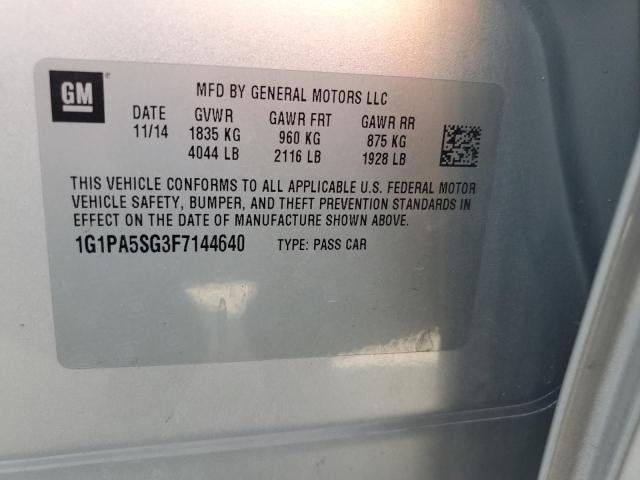 GM
MFD BY GENERAL MOTORS LLC
DATE GVWR GAWR FRT GAWR RR
11/14 1835 KG 960 KG 875 KG
4044 LB 2116 LB 1928 LB
THIS VEHICLE CONFORMS TO ALL APPLICABLE U.S. FEDERAL MOTOR
VEHICLE SAFETY, BUMPER, AND THEFT PREVENTION STANDARDS IN
EFFECT ON THE DATE OF MANUFACTURE SHOWN ABOVE.
1G1PA5SG3F7144640 TYPE: PASS CAR